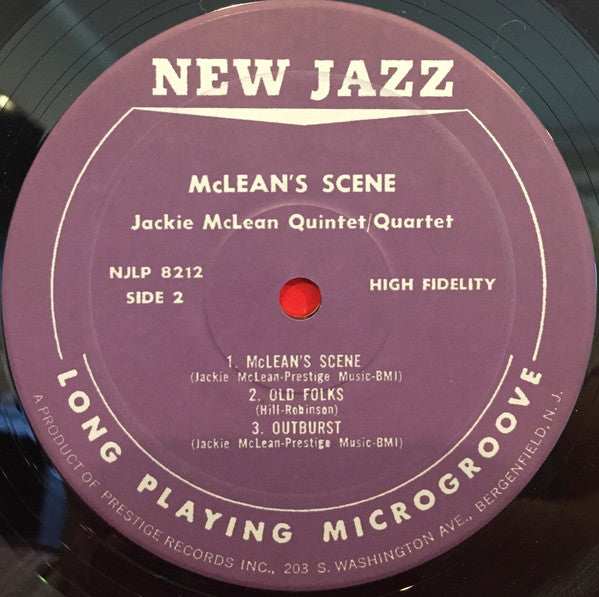 NEW JAZZ
McLEAN'S SCENE
Jackie McLean Quintet/Quartet
NJLP 8212
SIDE 2
HIGH FIDELITY
1. McLEAN'S SCENE
(Jackie McLean-Prestige Music-BMI)
2. OLD FOLKS
(Hill-Robinson)
3. OUTBURST
(Jackie McLean-Prestige Music-BMI)
LONG PLAYING MICROGROOVE
A PRODUCT OF PRESTIGE RECORDS INC., 203 S. WASHINGTON AVE., BERGENFIELD, N. J.